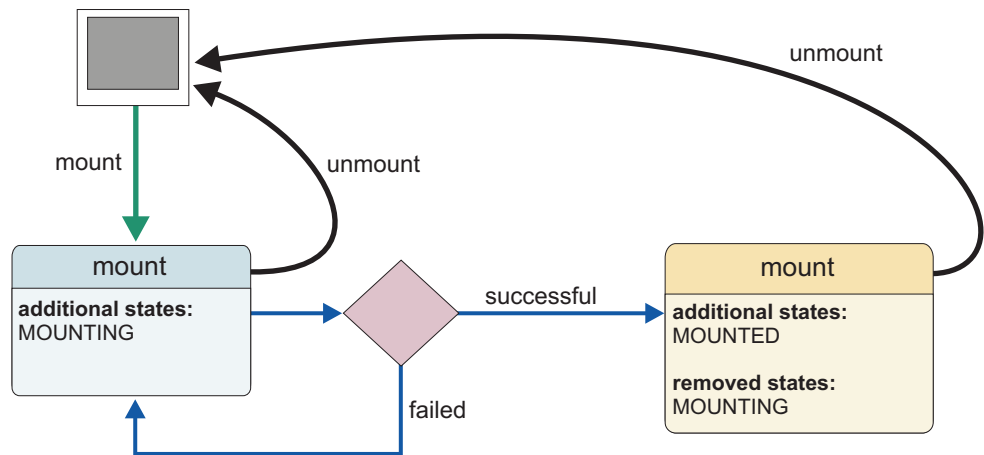 unmount
mount
unmount
mount
additional states:
MOUNTING
successful
failed
mount
additional states:
MOUNTED
removed states:
MOUNTING